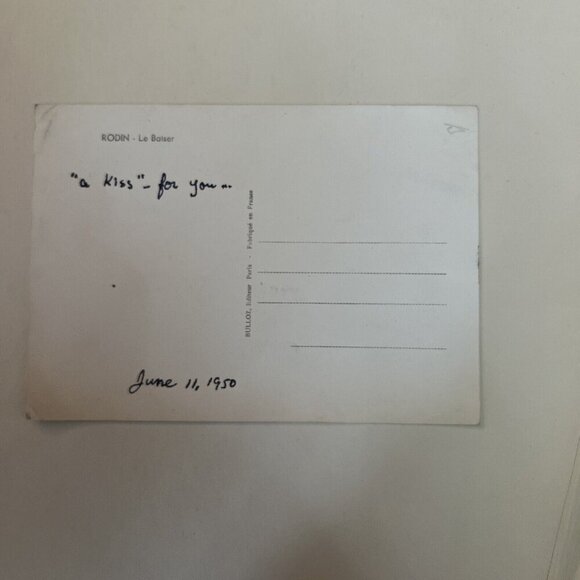 RODIN - Le Baiser
"a Kiss" - for you...
BULLOZ, Editeur Paris - Fabriqué en France
June 11, 1950